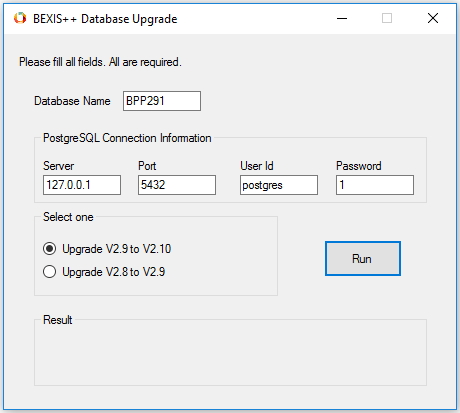 BEXIS++ Database Upgrade
Please fill all fields. All are required.
Database Name BPP291
PostgreSQL Connection Information
Server Port User Id Password
127.0.0.1 5432 postgres 1
Select one
Upgrade V2.9 to V2.10
Upgrade V2.8 to V2.9
Run
Result